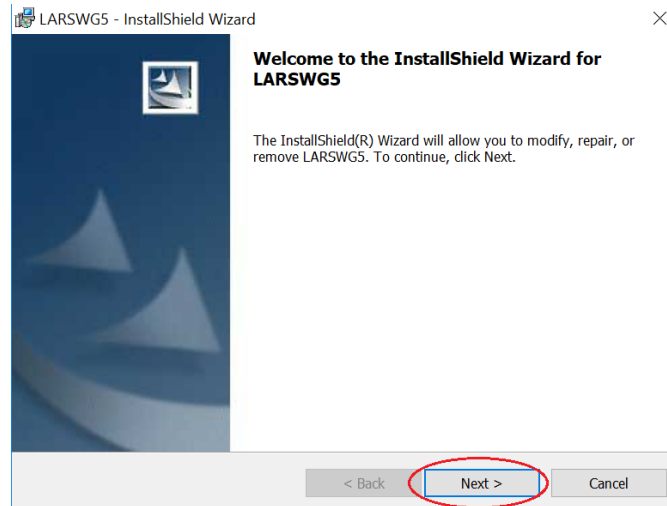 LARSWG5 - InstallShield Wizard
Welcome to the InstallShield Wizard for
LARSWG5
The InstallShield(R) Wizard will allow you to modify, repair, or
remove LARSWG5. To continue, click Next.
< Back
Next >
Cancel